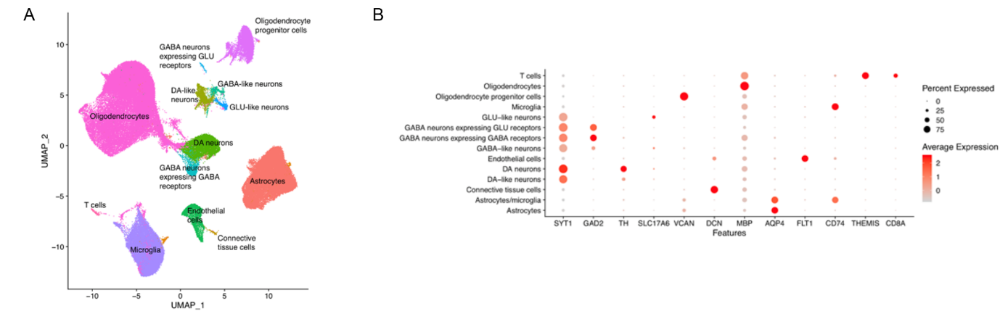 A
B
Oligodendrocyte
progenitor cells
GABA neurons
expressing GLU
receptors
GABA-like neurons
DA-like
neurons
GLU-like neurons
Oligodendrocytes
DA neurons
GABA neurons
expressing GABA
receptors
Astrocytes
T cells
Endothelial
cells
Connective
tissue cells
Microglia
10
5
0
−5
−10
UMAP_2
−10
−5
0
5
10
UMAP_1
T cells
Oligodendrocytes
Oligodendrocyte progenitor cells
Microglia
GLU−like neurons
GABA neurons expressing GLU receptors
GABA neurons expressing GABA receptors
GABA−like neurons
Endothelial cells
DA neurons
DA−like neurons
Connective tissue cells
Astrocytes/microglia
Astrocytes
SYT1 GAD2 TH SLC17A6 VCAN DCN MBP AQP4 FLT1 CD74 THEMIS CD8A
Features
Percent Expressed
0
25
50
75
Average Expression
2
1
0